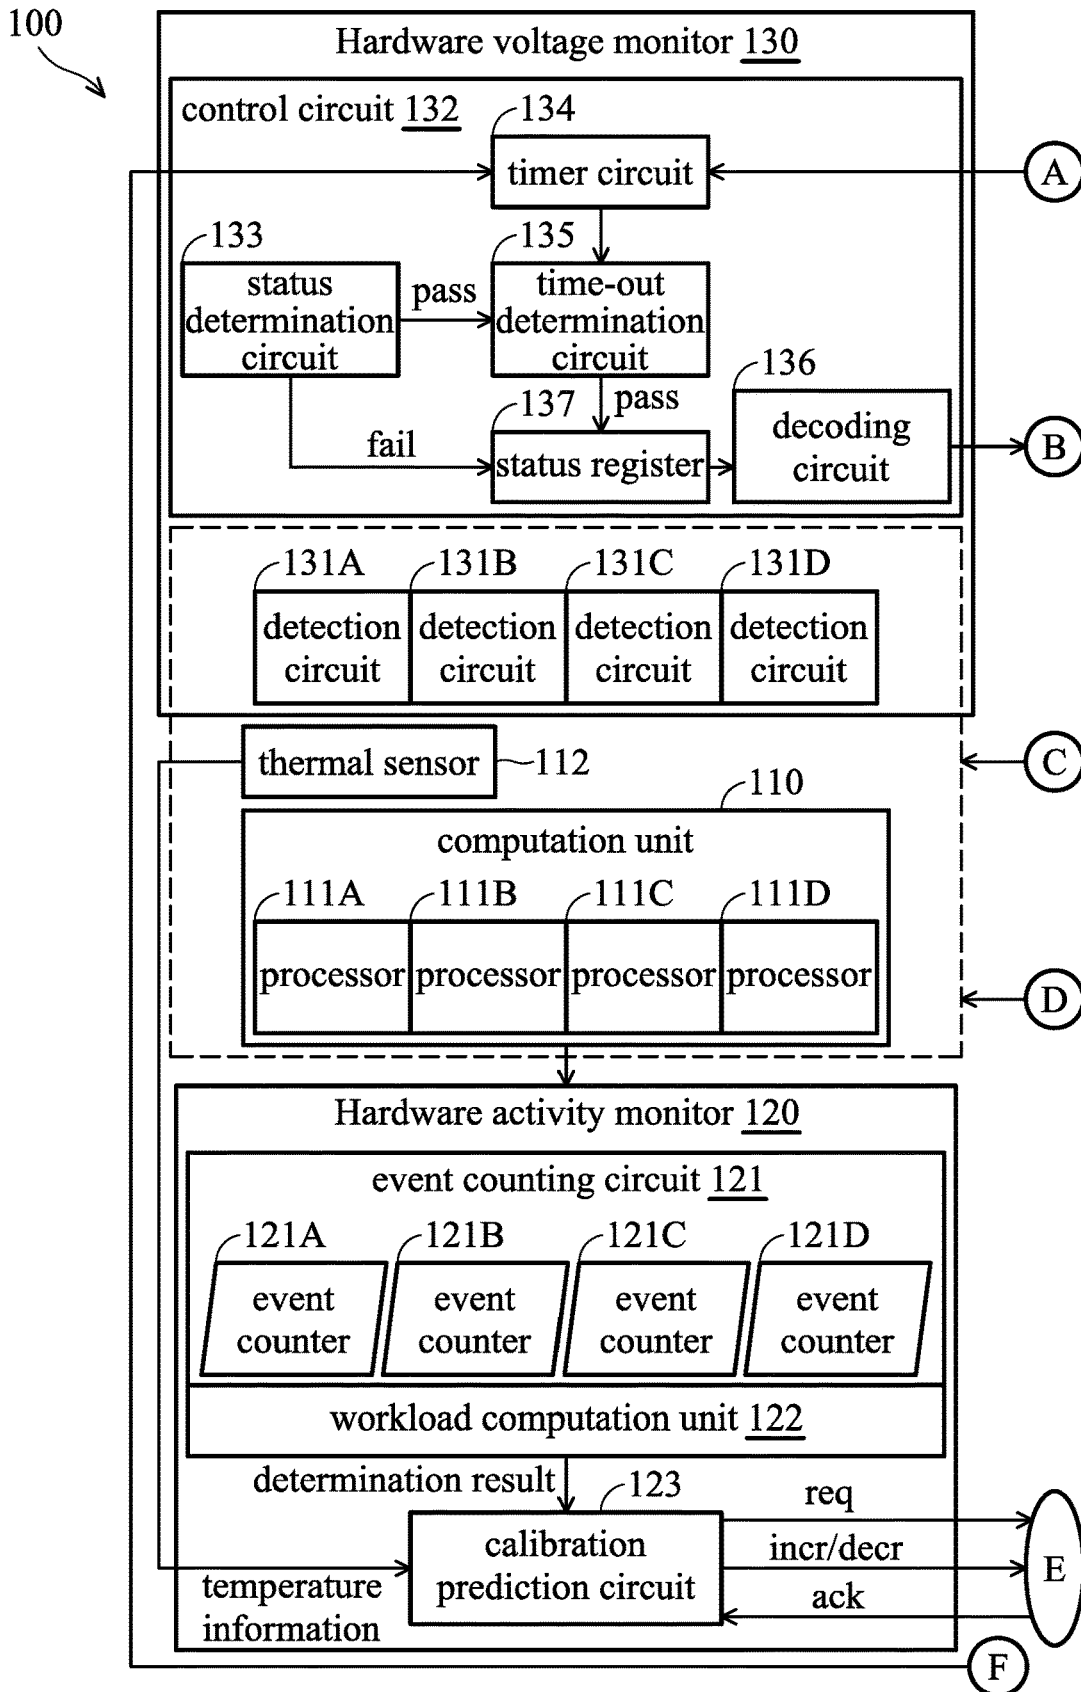 100
Hardware voltage monitor 130
control circuit 132
134
timer circuit
A
133
135
status
determination
circuit
pass
time-out
determination
circuit
136
137
pass
decoding
circuit
B
fail
status register
131A
131B
131C
131D
detection
circuit
detection
circuit
detection
circuit
detection
circuit
thermal sensor
112
C
110
computation unit
111A
111B
111C
111D
processor
processor
processor
processor
D
Hardware activity monitor 120
event counting circuit 121
121A
121B
121C
121D
event
counter
event
counter
event
counter
event
counter
workload computation unit 122
determination result
123
req
calibration
prediction circuit
incr/decr
E
temperature
information
ack
F